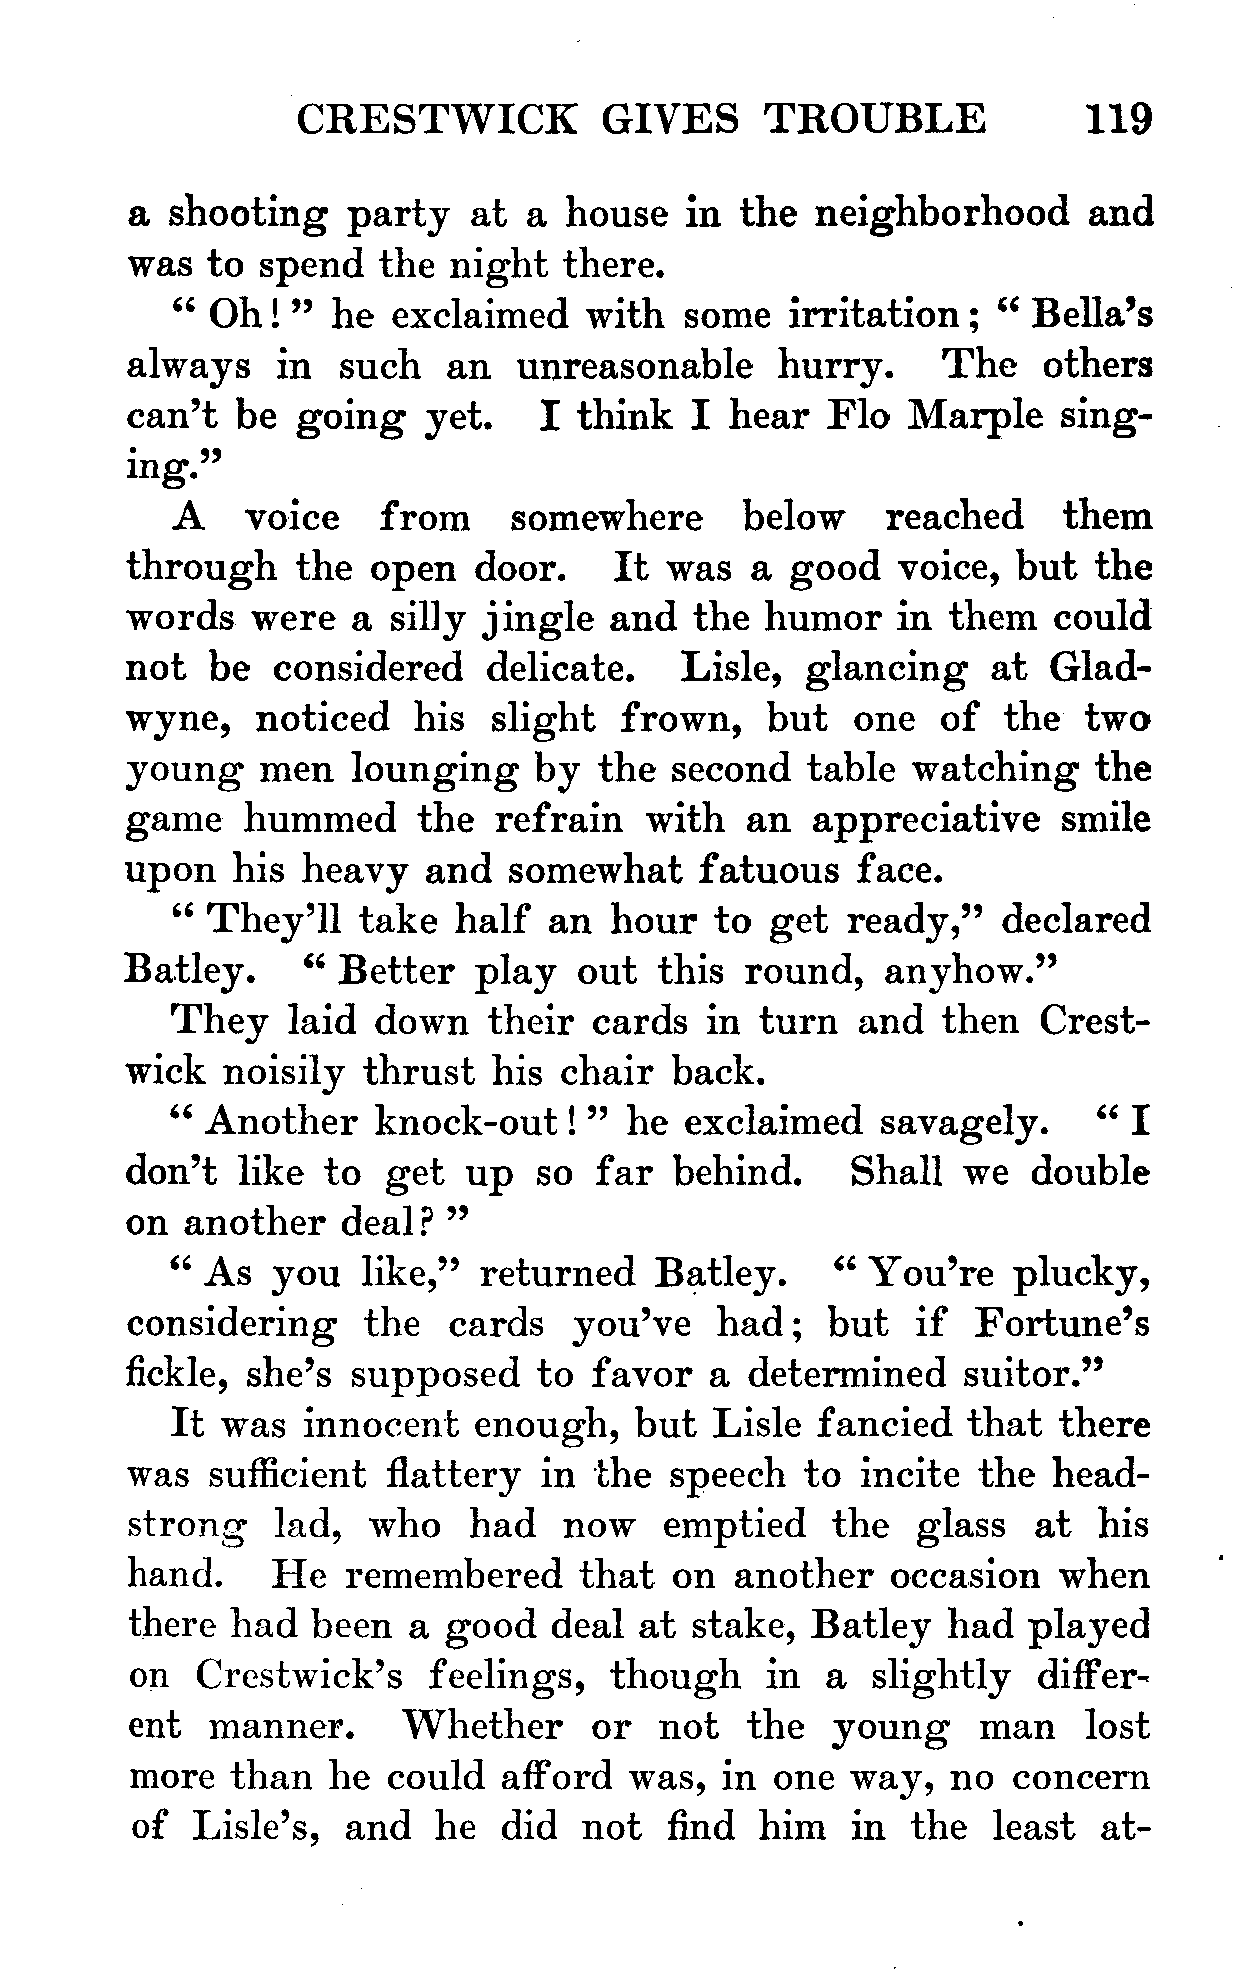 CRESTWICK GIVES TROUBLE 119
a shooting party at a house in the neighborhood and
was to spend the night there.
“ Oh! ” he exclaimed with some irritation; “ Bella’s
always in such an unreasonable hurry. The others
can’t be going yet. I think I hear Flo Marple sing-
ing.”
A voice from somewhere below reached them
through the open door. It was a good voice, but the
words were a silly jingle and the humor in them could
not be considered delicate. Lisle, glancing at Glad-
wyne, noticed his slight frown, but one of the two
young men lounging by the second table watching the
game hummed the refrain with an appreciative smile
upon his heavy and somewhat fatuous face.
“ They’ll take half an hour to get ready,” declared
Batley. “ Better play out this round, anyhow.”
They laid down their cards in turn and then Crest-
wick noisily thrust his chair back.
“ Another knock-out! ” he exclaimed savagely. “ I
don’t like to get up so far behind. Shall we double
on another deal? ”
“ As you like,” returned Batley. “ You’re plucky,
considering the cards you’ve had; but if Fortune’s
fickle, she’s supposed to favor a determined suitor.”
It was innocent enough, but Lisle fancied that there
was sufficient flattery in the speech to incite the head-
strong lad, who had now emptied the glass at his
hand. He remembered that on another occasion when
there had been a good deal at stake, Batley had played
on Crestwick’s feelings, though in a slightly differ-
ent manner. Whether or not the young man lost
more than he could afford was, in one way, no concern
of Lisle’s, and he did not find him in the least at-